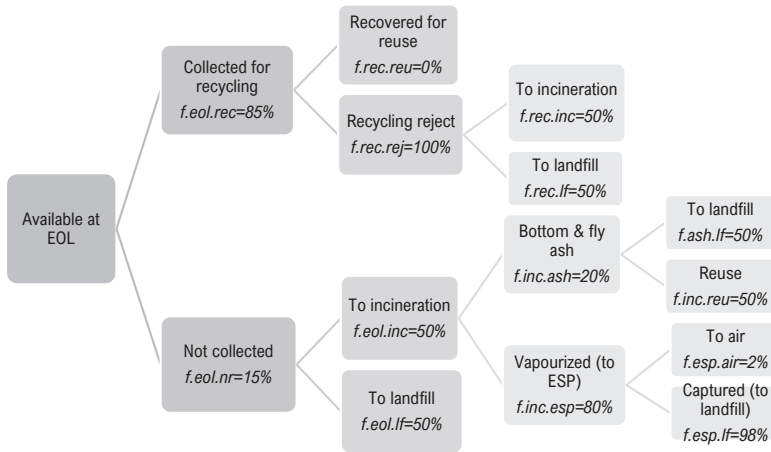 Available at
EOL
Collected for
recycling
f.eol.rec=85%
Not collected
f.eol.nr=15%
Recovered for
reuse
f.rec.reu=0%
Recycling reject
f.rec.rej=100%
To incineration
f.eol.inc=50%
To landfill
f.eol.lf=50%
To incineration
f.rec.inc=50%
To landfill
f.rec.lf=50%
Bottom & fly
ash
f.inc.ash=20%
Vapourized (to
ESP)
f.inc.esp=80%
To landfill
f.ash.lf=50%
Reuse
f.inc.reu=50%
To air
f.esp.air=2%
Captured (to
landfill)
f.esp.lf=98%